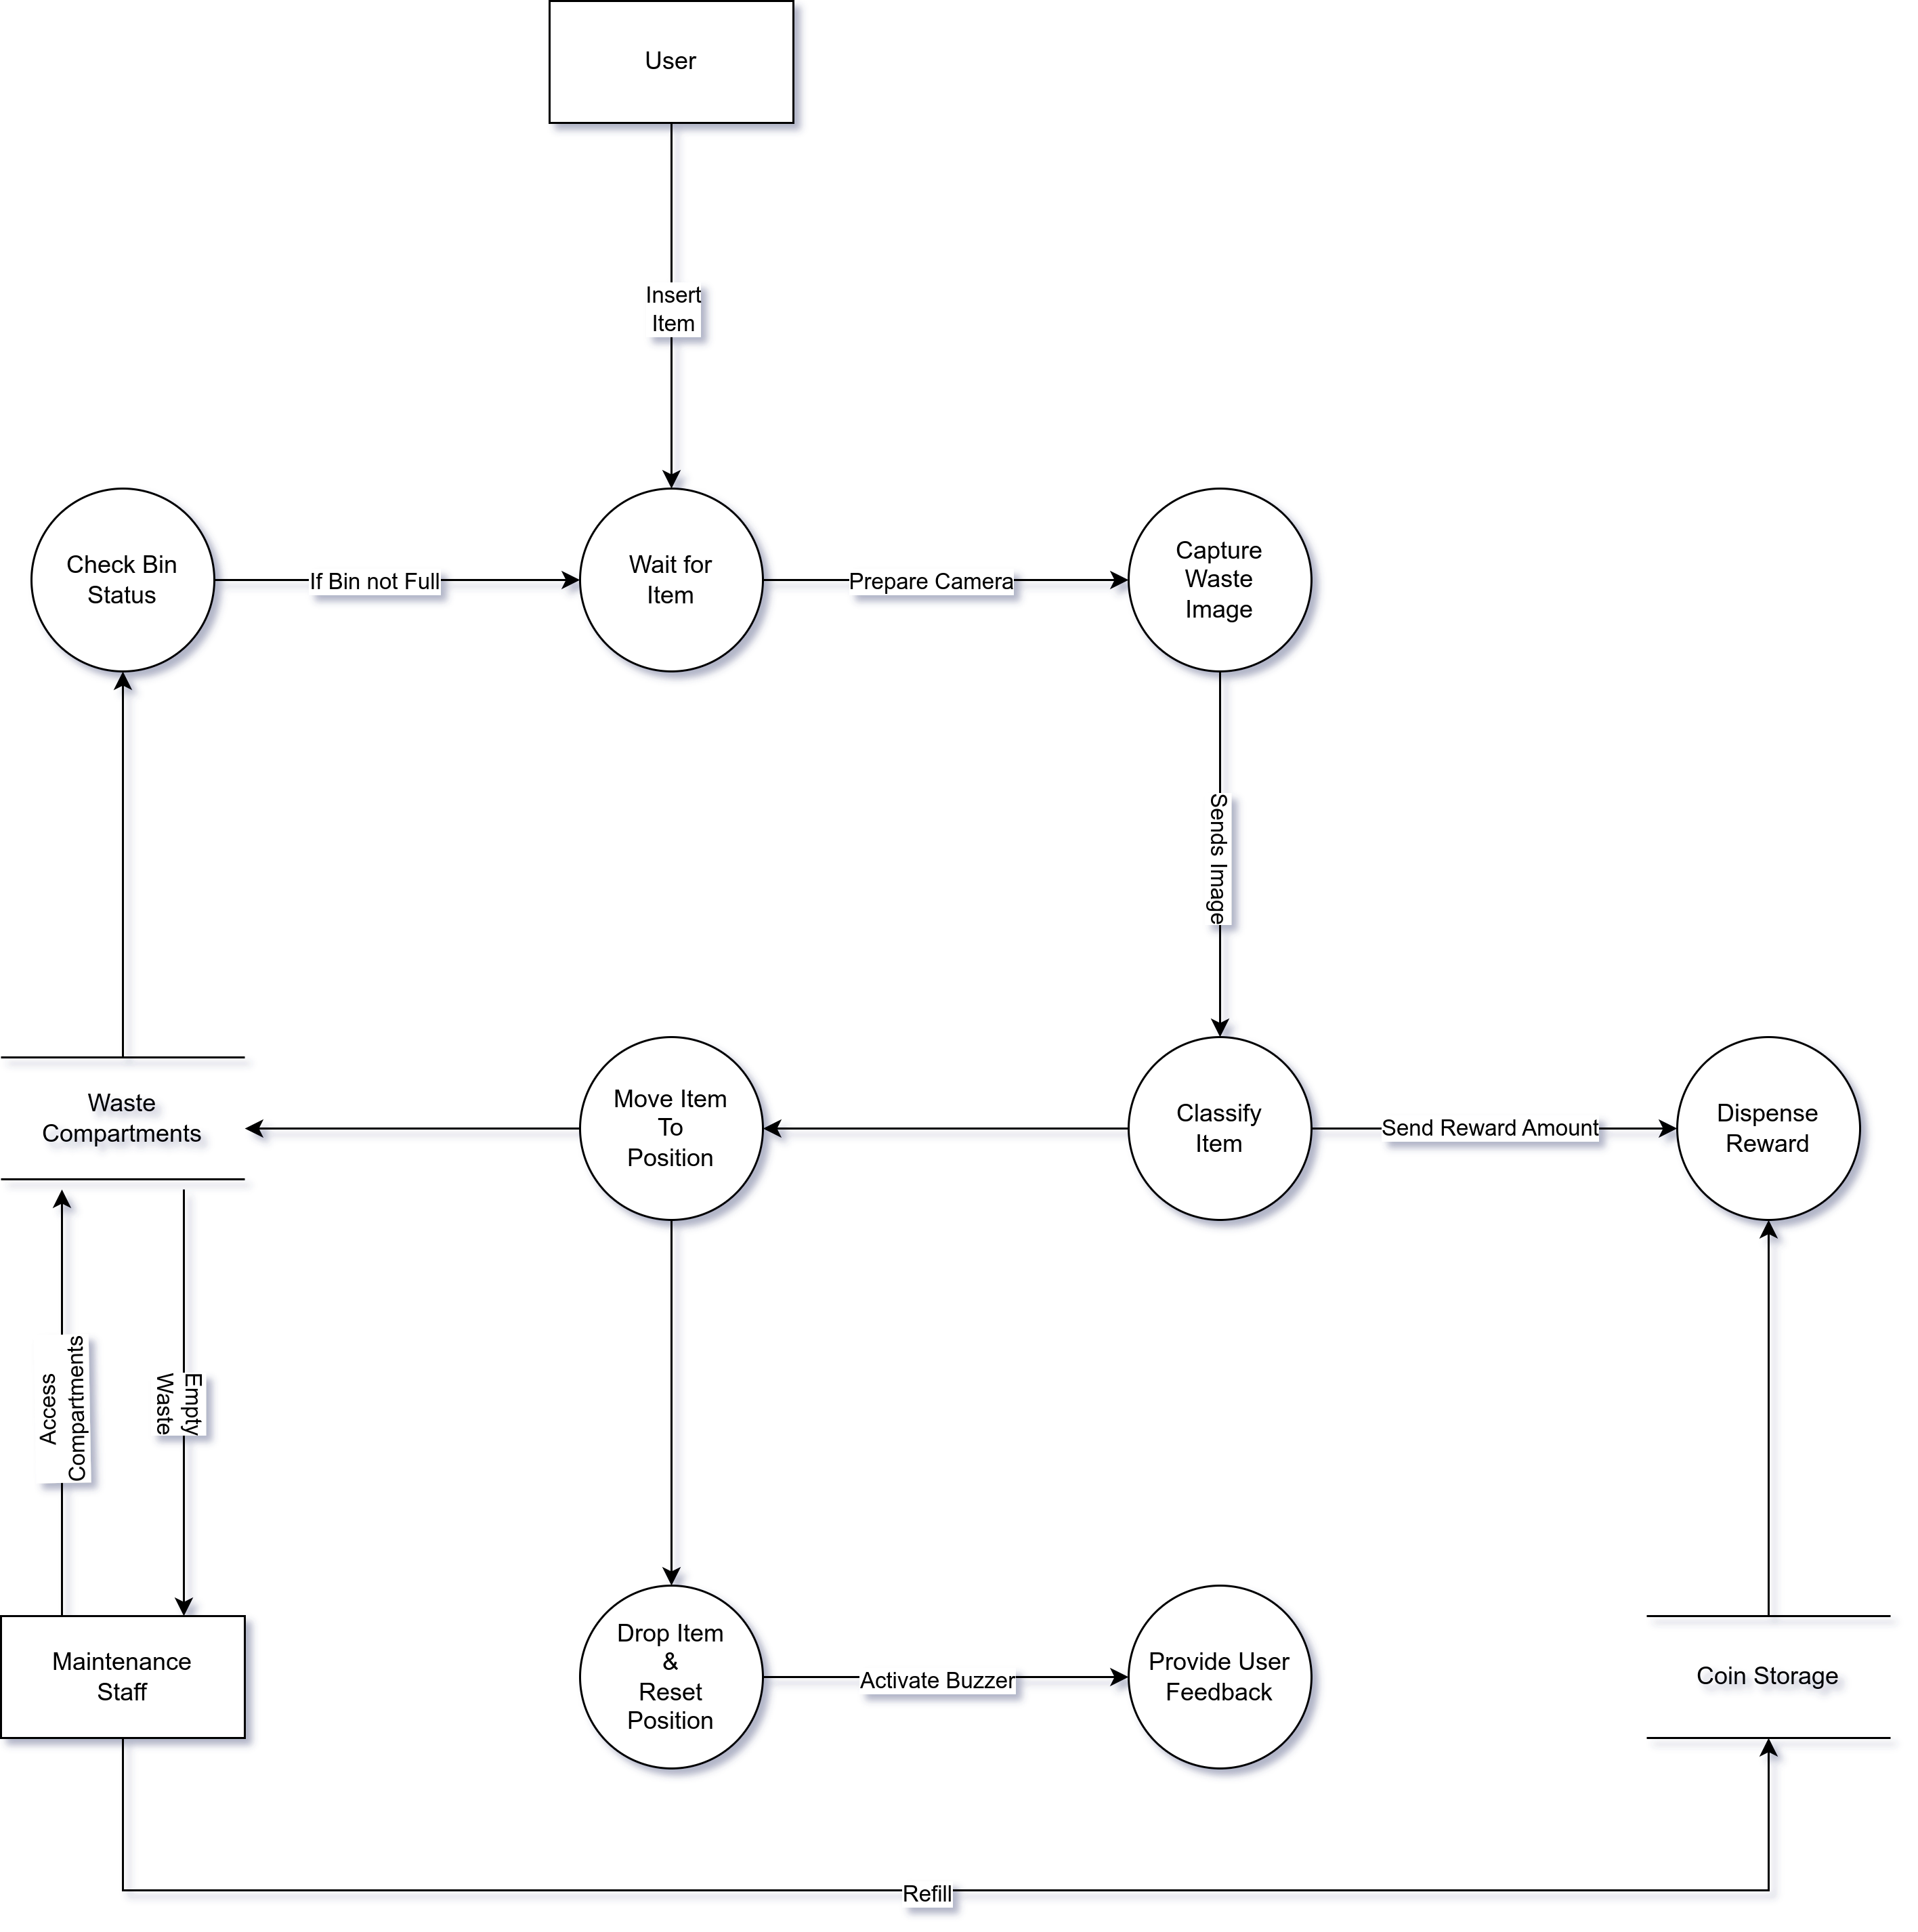 User
Insert
Item
Check Bin
Status
If Bin not Full
Wait for
Item
Prepare Camera
Capture
Waste
Image
Sends Image
Waste
Compartments
Move Item
To
Position
Classify
Item
Send Reward Amount
Dispense
Reward
Access
Compartments
Empty
Waste
Maintenance
Staff
Drop Item
&
Reset
Position
Activate Buzzer
Provide User
Feedback
Coin Storage
Refill